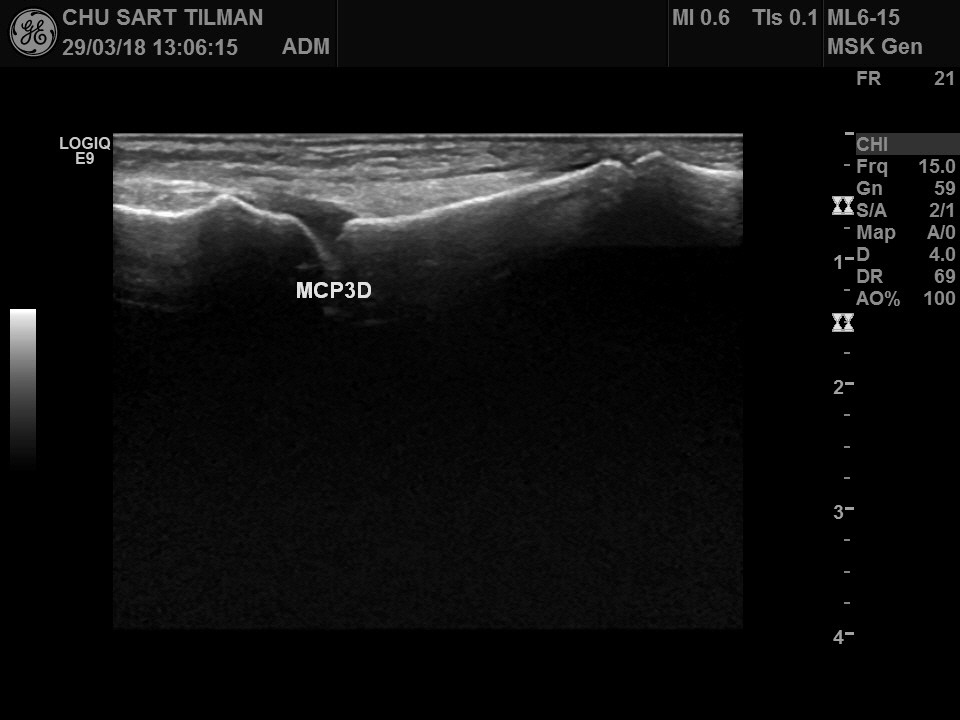 GE
CHU SART TILMAN
29/03/18 13:06:15 ADM
MI 0.6 TIs 0.1
ML6-15
MSK Gen
FR 21
LOGIQ
E9
CHI
Frq 15.0
Gn 59
S/A 2/1
Map A/0
D 4.0
DR 69
AO% 100
1
2
3
4
MCP3D